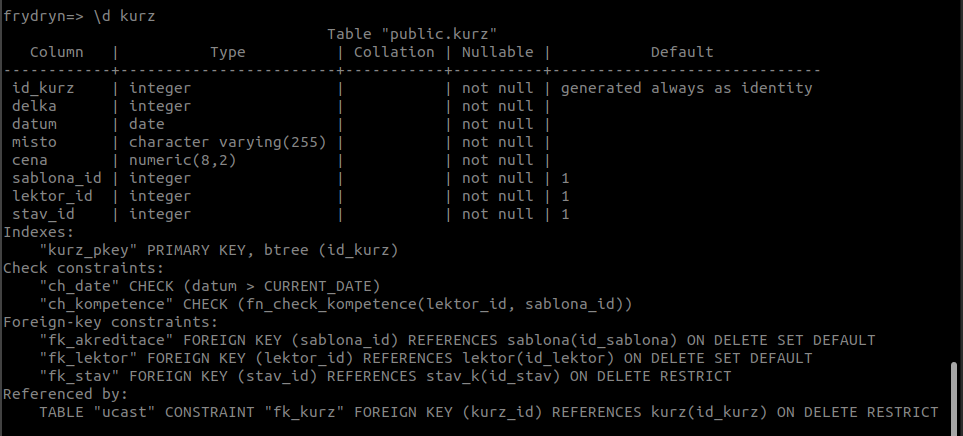 frydryn=> \d kurz
                                      Table "public.kurz"
   Column   |          Type          | Collation | Nullable |           Default            
------------+------------------------+-----------+----------+------------------------------
 id_kurz    | integer                |           | not null | generated always as identity
 delka      | integer                |           | not null | 
 datum      | date                   |           | not null | 
 misto      | character varying(255) |           | not null | 
 cena       | numeric(8,2)           |           | not null | 
 sablona_id | integer                |           | not null | 1
 lektor_id  | integer                |           | not null | 1
 stav_id    | integer                |           | not null | 1
Indexes:
    "kurz_pkey" PRIMARY KEY, btree (id_kurz)
Check constraints:
    "ch_date" CHECK (datum > CURRENT_DATE)
    "ch_kompetence" CHECK (fn_check_kompetence(lektor_id, sablona_id))
Foreign-key constraints:
    "fk_akreditace" FOREIGN KEY (sablona_id) REFERENCES sablona(id_sablona) ON DELETE SET DEFAULT
    "fk_lektor" FOREIGN KEY (lektor_id) REFERENCES lektor(id_lektor) ON DELETE SET DEFAULT
    "fk_stav" FOREIGN KEY (stav_id) REFERENCES stav_k(id_stav) ON DELETE RESTRICT
Referenced by:
    TABLE "ucast" CONSTRAINT "fk_kurz" FOREIGN KEY (kurz_id) REFERENCES kurz(id_kurz) ON DELETE RESTRICT